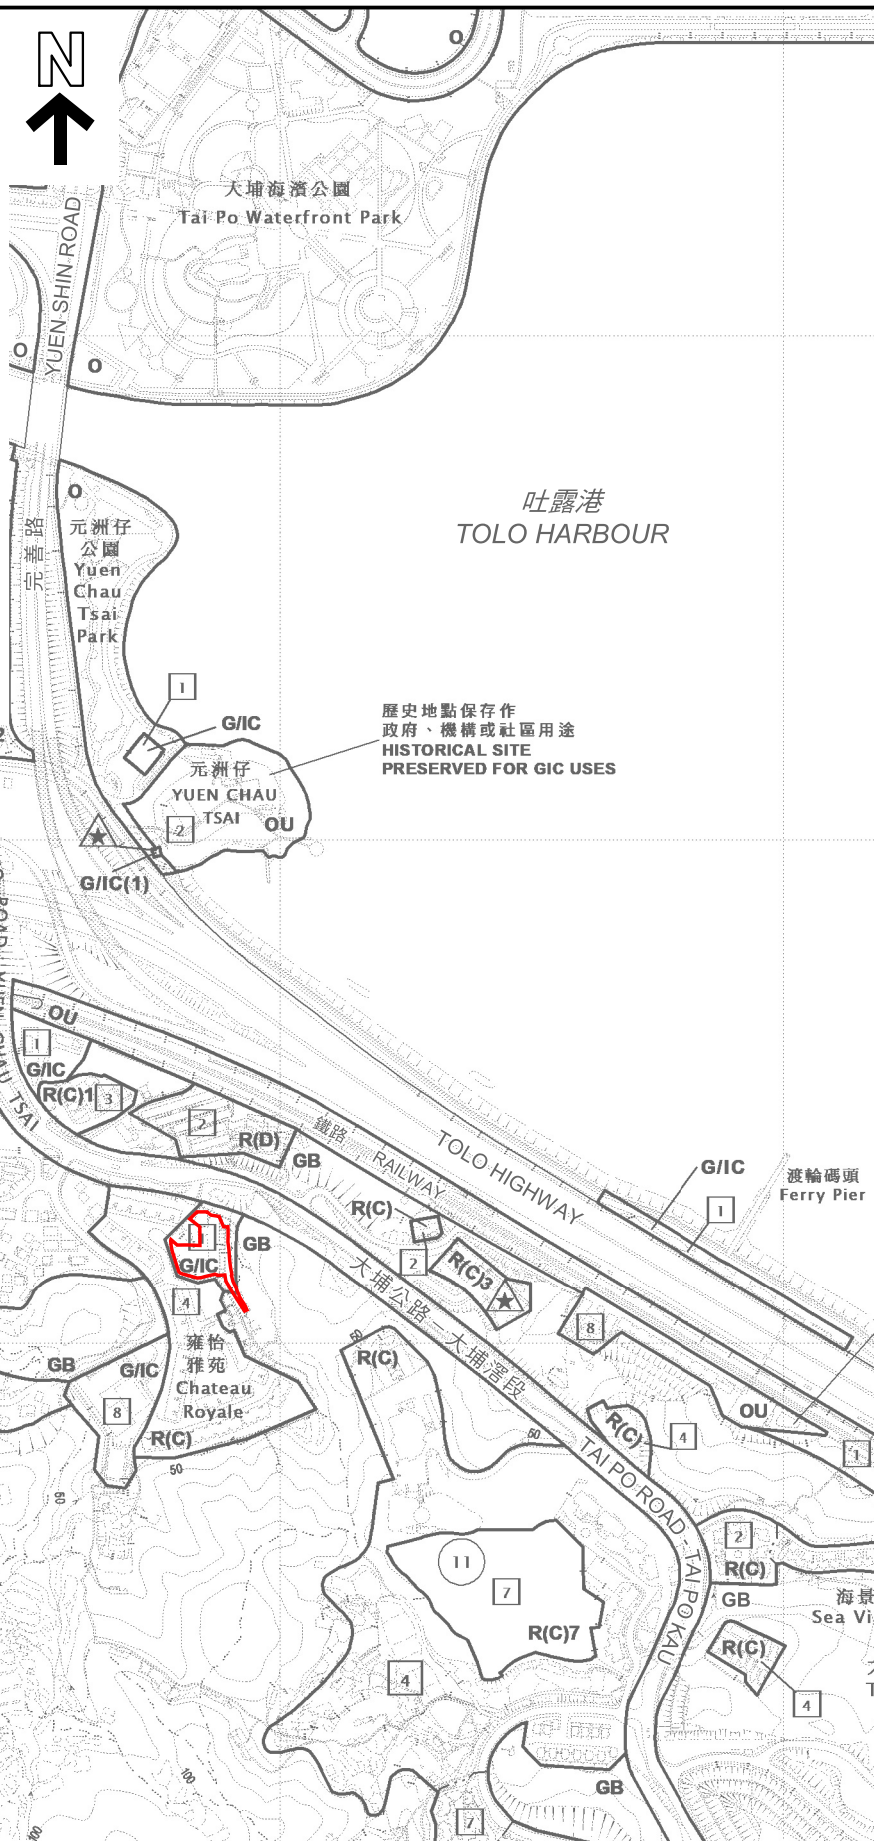 N
O
大埔海濱公園
Tai Po Waterfront Park
YUEN SHIN ROAD
O
O
吐露港
TOLO HARBOUR
O
完善路
元洲仔
公園
Yuen
Chau
Tsai
Park
1
G/IC
歷史地點保存作
政府、機構或社區用途
HISTORICAL SITE
PRESERVED FOR GIC USES
元洲仔
YUEN CHAU
TSAI
2
OU
G/IC(1)
OU
1
G/IC
R(C)1
3
2
R(D)
GB
鐵路
RAILWAY
TOLO HIGHWAY
G/IC
1
渡輪碼頭
Ferry Pier
R(C)
2
R(C)3
8
GB
G/IC
4
大埔公路－大埔滘段
雍怡
雅苑
Chateau
Royale
GB
G/IC
8
R(C)
50
50
R(C)
50
50
OU
R(C)
4
1
TAI PO ROAD - TAI PO KAU
2
R(C)
GB
海景
Sea Vi
R(C)
4
11
7
R(C)7
4
GB
7
100
100